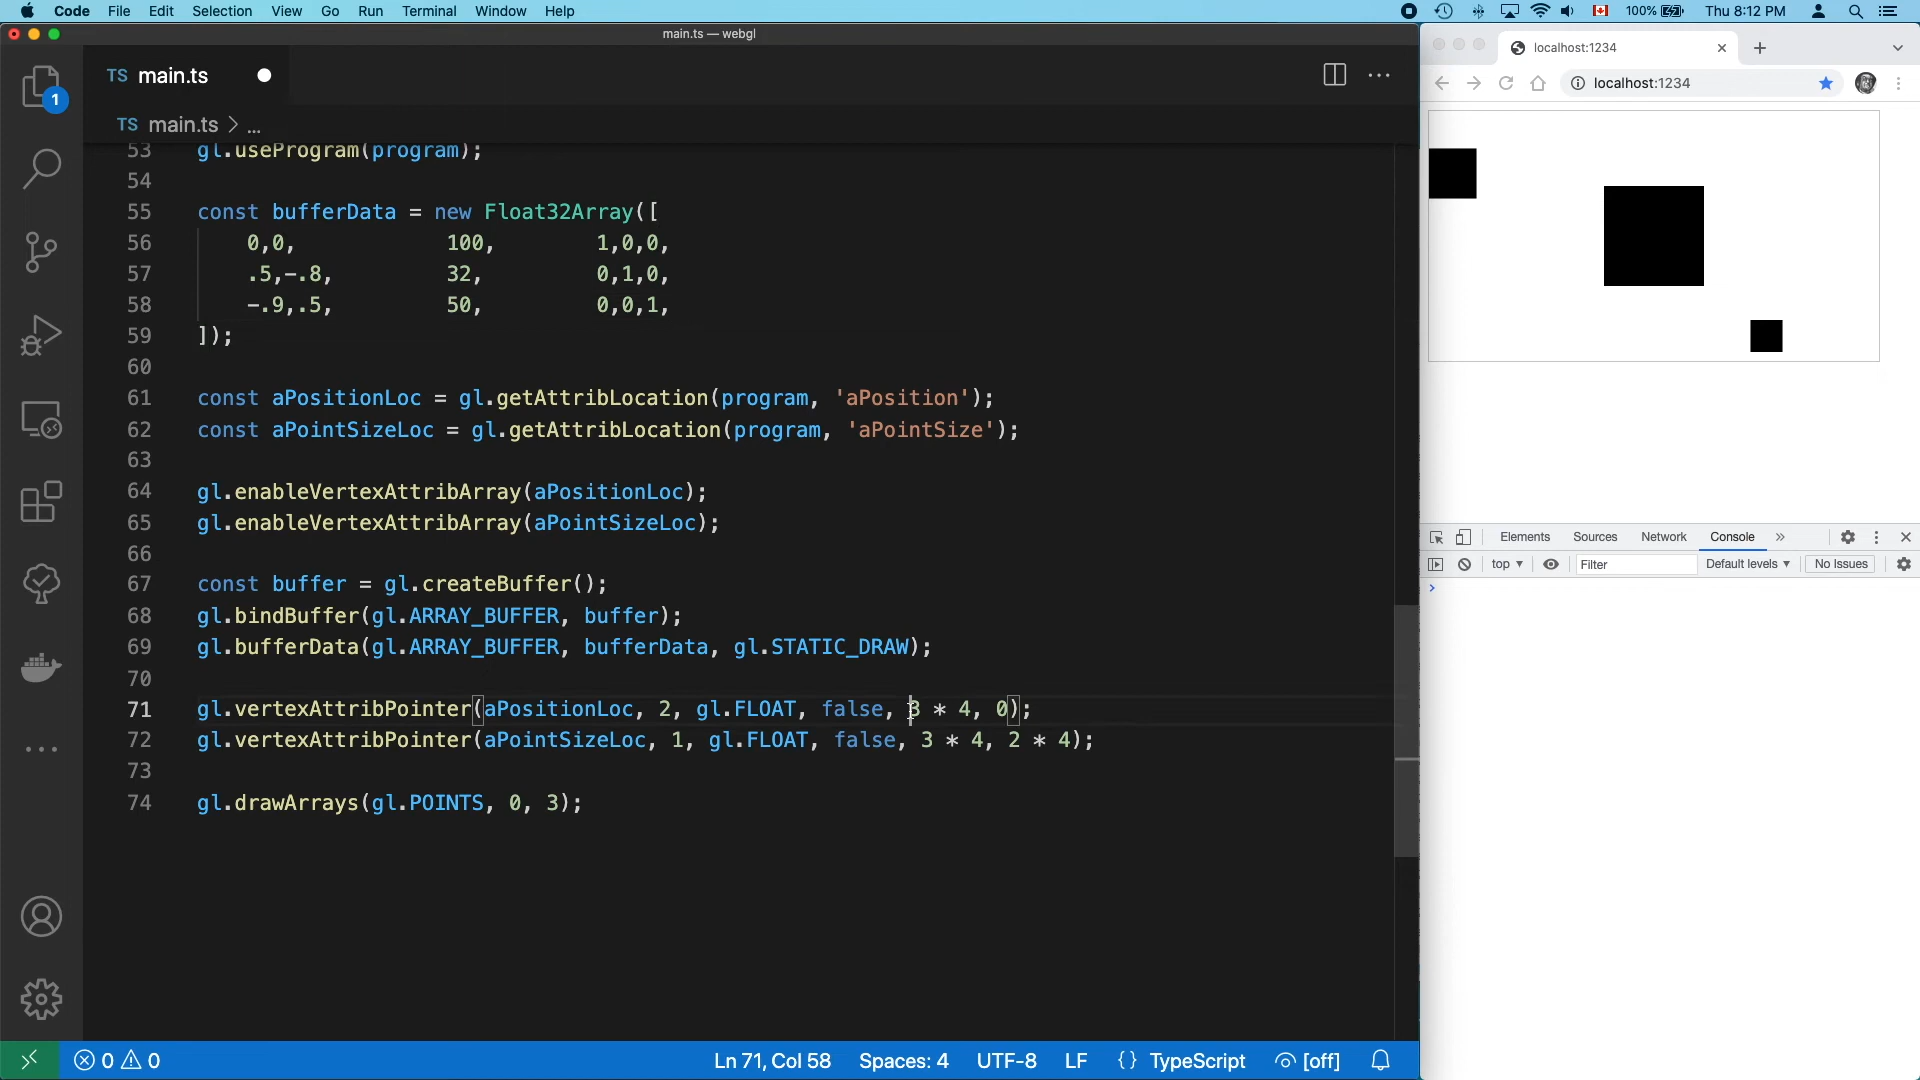 Code File Edit Selection View Go Run Terminal Window Help 100% Thu 8:12 PM
main.ts — webgl
TS main.ts
TS main.ts > ...
1
53 gl.useProgram(program);
54
55 const bufferData = new Float32Array([
56 0,0, 100, 1,0,0,
57 .5,-.8, 32, 0,1,0,
58 -.9,.5, 50, 0,0,1,
59 ]);
60
61 const aPositionLoc = gl.getAttribLocation(program, 'aPosition');
62 const aPointSizeLoc = gl.getAttribLocation(program, 'aPointSize');
63
64 gl.enableVertexAttribArray(aPositionLoc);
65 gl.enableVertexAttribArray(aPointSizeLoc);
66
67 const buffer = gl.createBuffer();
68 gl.bindBuffer(gl.ARRAY_BUFFER, buffer);
69 gl.bufferData(gl.ARRAY_BUFFER, bufferData, gl.STATIC_DRAW);
70
71 gl.vertexAttribPointer(aPositionLoc, 2, gl.FLOAT, false, 3 * 4, 0);
72 gl.vertexAttribPointer(aPointSizeLoc, 1, gl.FLOAT, false, 3 * 4, 2 * 4);
73
74 gl.drawArrays(gl.POINTS, 0, 3);
0 0 Ln 71, Col 58 Spaces: 4 UTF-8 LF {} TypeScript [off]
localhost:1234
localhost:1234
Elements Sources Network Console »
top ▼ Filter Default levels ▼ No Issues
>